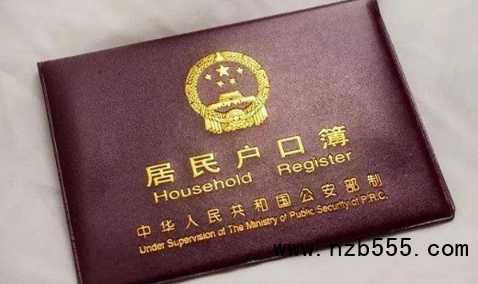 居民户口簿
Household Register
中华人民共和国公安部制
Under Supervision of The Ministry of Public Security of P.R.C.
www.nzb555.com